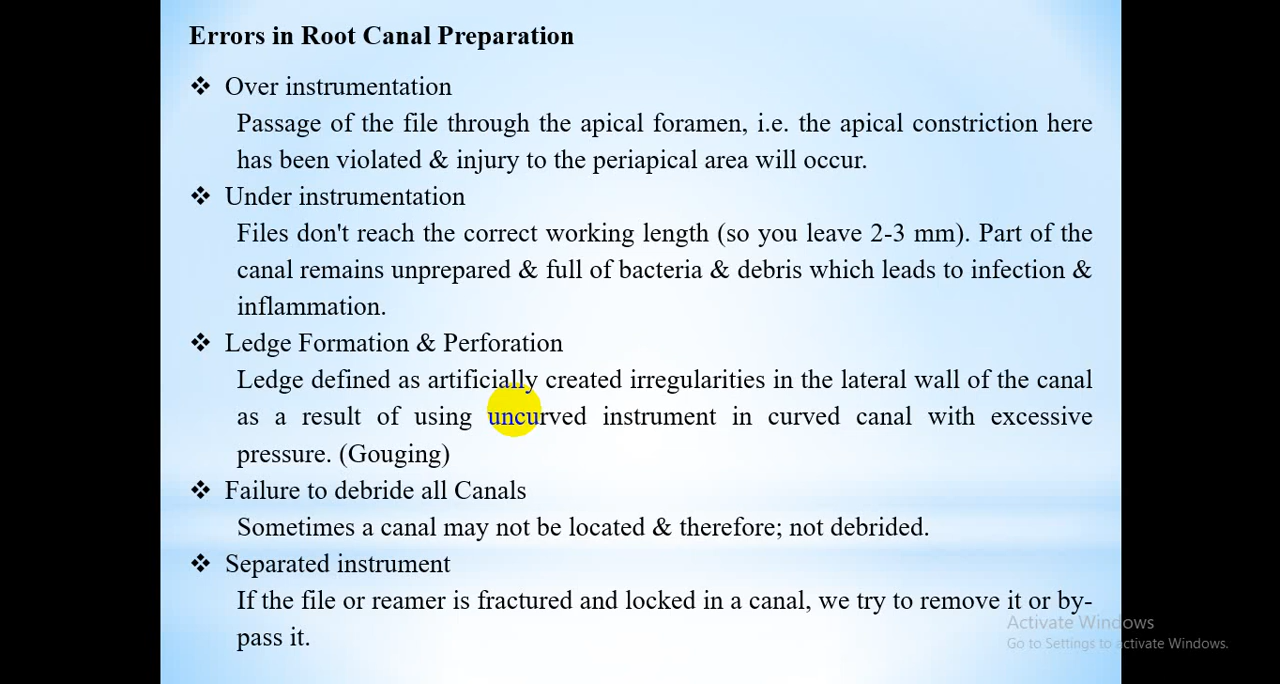 Errors in Root Canal Preparation
❖ Over instrumentation
Passage of the file through the apical foramen, i.e. the apical constriction here
has been violated & injury to the periapical area will occur.
❖ Under instrumentation
Files don't reach the correct working length (so you leave 2-3 mm). Part of the
canal remains unprepared & full of bacteria & debris which leads to infection &
inflammation.
❖ Ledge Formation & Perforation
Ledge defined as artificially created irregularities in the lateral wall of the canal
as a result of using uncurved instrument in curved canal with excessive
pressure. (Gouging)
❖ Failure to debride all Canals
Sometimes a canal may not be located & therefore; not debrided.
❖ Separated instrument
If the file or reamer is fractured and locked in a canal, we try to remove it or by-
pass it.
Activate Windows
Go to Settings to activate Windows.